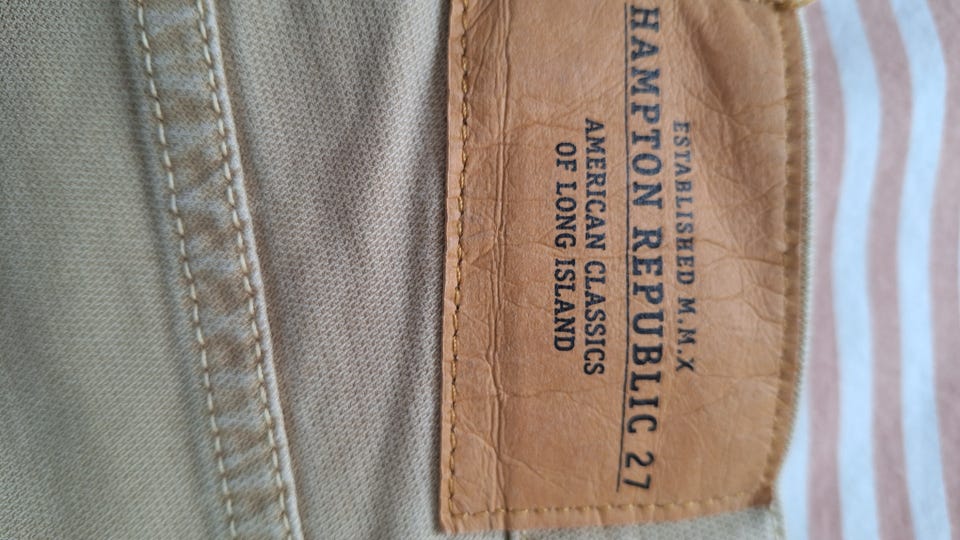 ESTABLISHED M.M.X
HAMPTON REPUBLIC 27
AMERICAN CLASSICS
OF LONG ISLAND